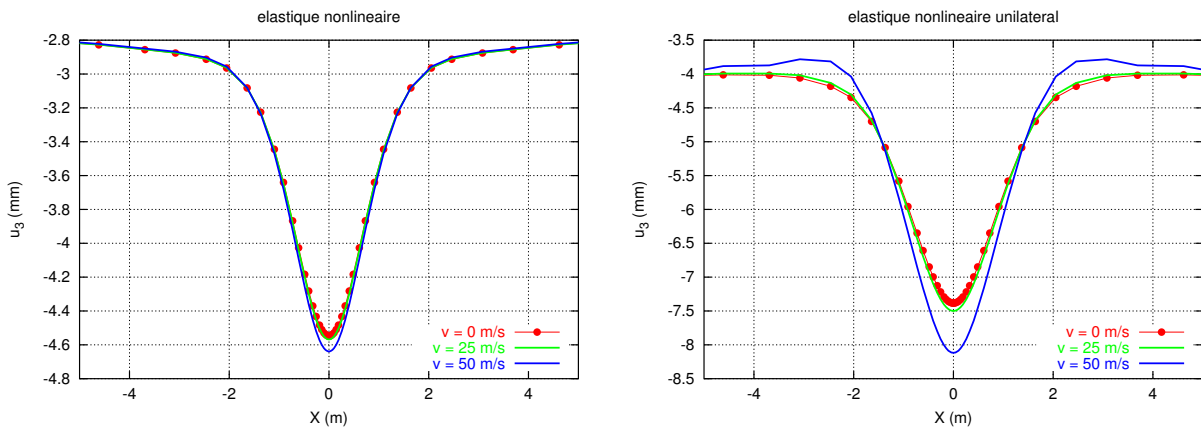 elastique nonlineaire
-2.8
-3
-3.2
-3.4
-3.6
-3.8
-4
-4.2
-4.4
-4.6
-4.8
u3 (mm)
-4 -2 0 2 4
X (m)
v = 0 m/s
v = 25 m/s
v = 50 m/s
elastique nonlineaire unilateral
-3.5
-4
-4.5
-5
-5.5
-6
-6.5
-7
-7.5
-8
-8.5
u3 (mm)
-4 -2 0 2 4
X (m)
v = 0 m/s
v = 25 m/s
v = 50 m/s